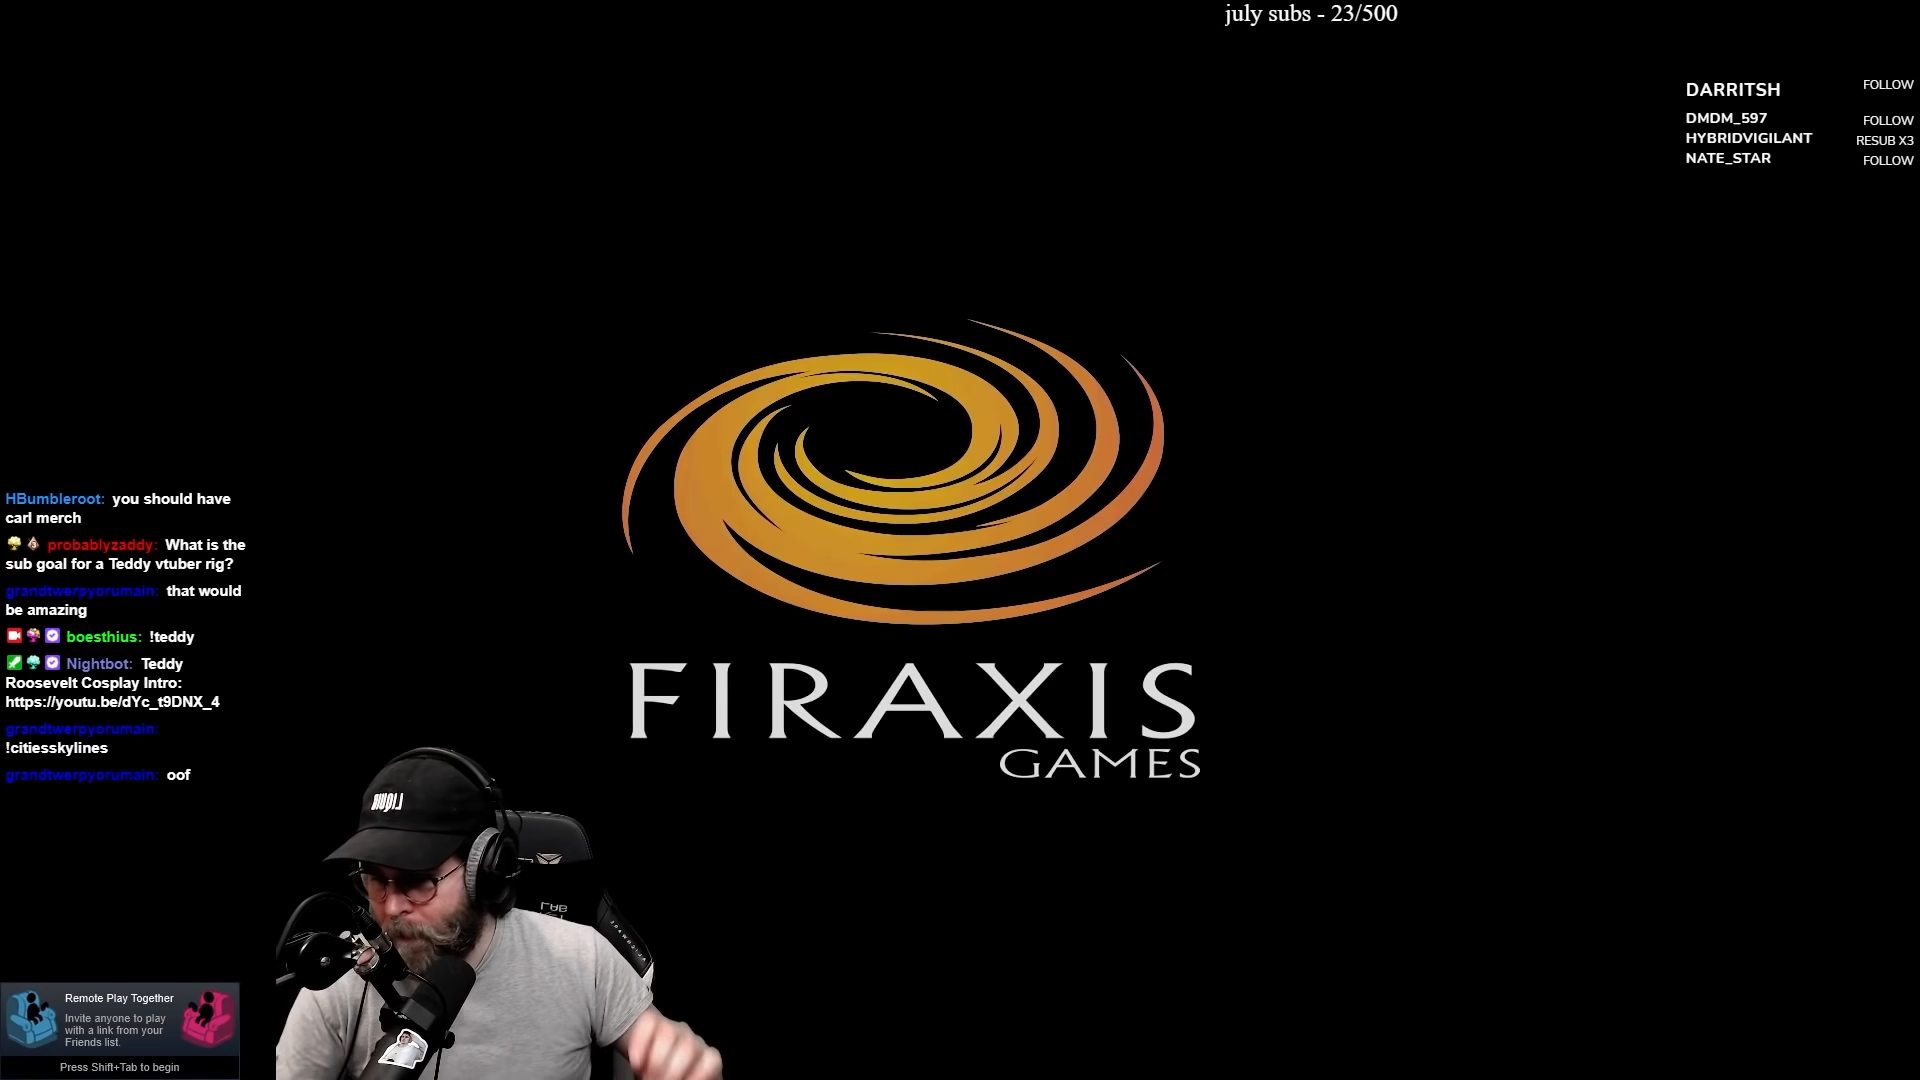 july subs - 23/500
DARRITSH FOLLOW
DMDM_597 FOLLOW
HYBRIDVIGILANT RESUB X3
NATE_STAR FOLLOW
FIRAXIS
GAMES
HBumbleroot: you should have
carl merch
probablyzaddy: What is the
sub goal for a Teddy vtuber rig?
grandtwerpyorumain: that would
be amazing
boesthius: !teddy
Nightbot: Teddy
Roosevelt Cosplay Intro:
https://youtu.be/dYc_t9DNX_4
grandtwerpyorumain:
!citiesskylines
grandtwerpyorumain: oof
Remote Play Together
Invite anyone to play
with a link from your
Friends list.
Press Shift+Tab to begin